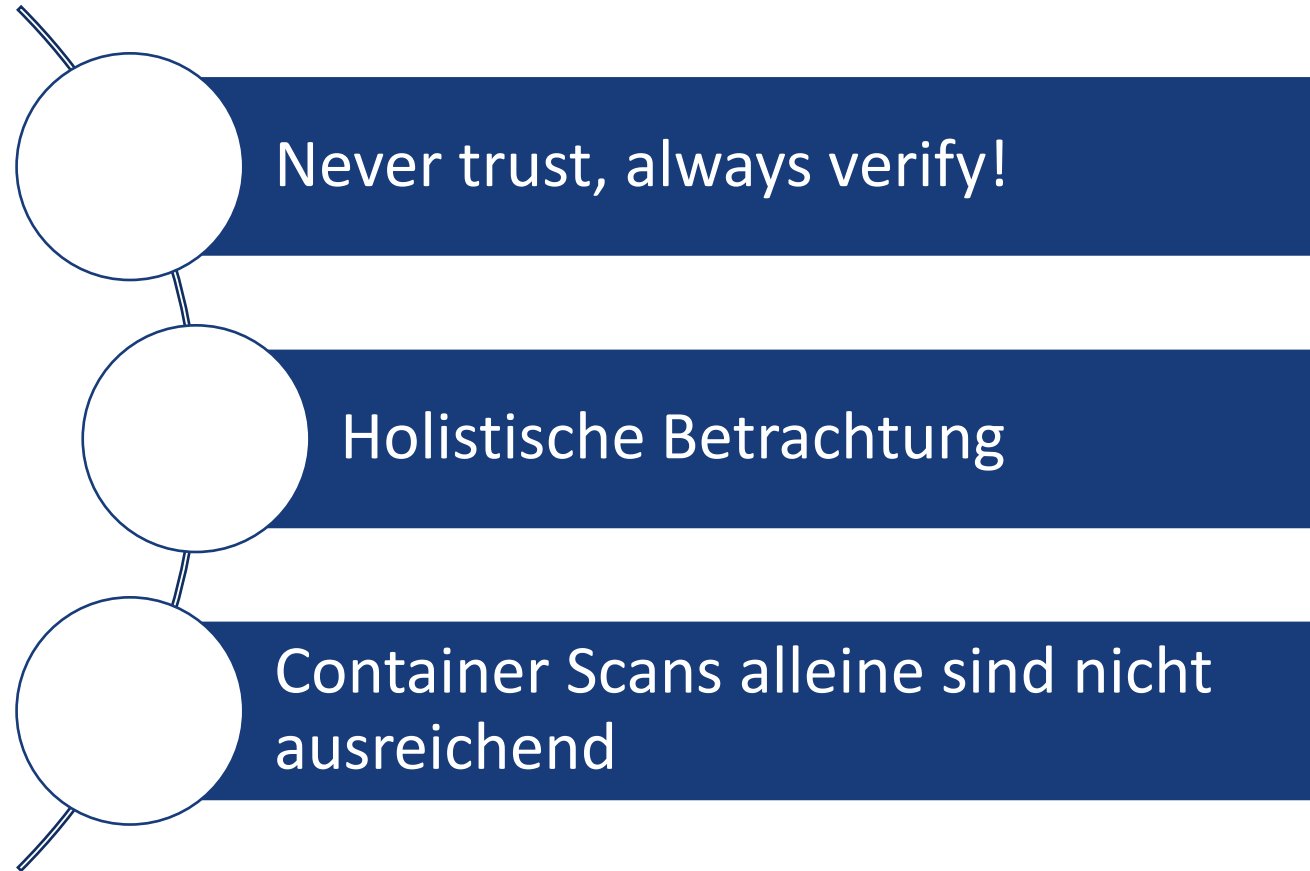 Never trust, always verify!
Holistische Betrachtung
Container Scans alleine sind nicht
ausreichend